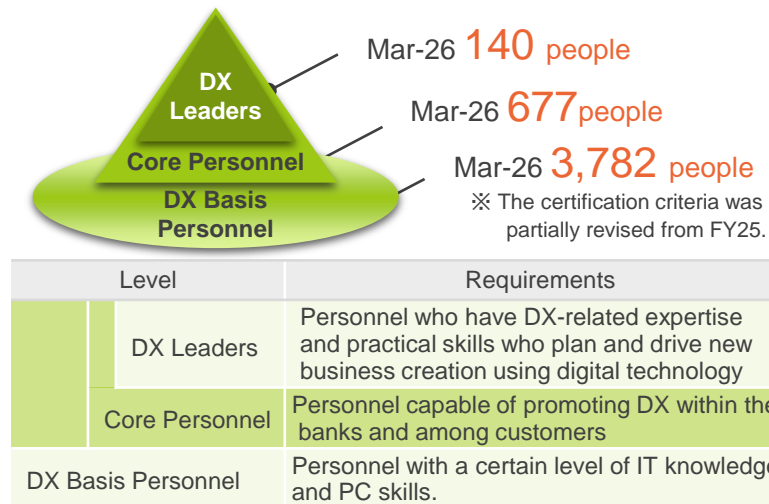 DX
Leaders
Core Personnel
DX Basis
Personnel
Mar-26 140 people
Mar-26 677 people
Mar-26 3,782 people
※ The certification criteria was
partially revised from FY25.
Level Requirements
DX Leaders
Personnel who have DX-related expertise
and practical skills who plan and drive new
business creation using digital technology
Core Personnel
Personnel capable of promoting DX within the
banks and among customers
DX Basis Personnel
Personnel with a certain level of IT knowledge
and PC skills.